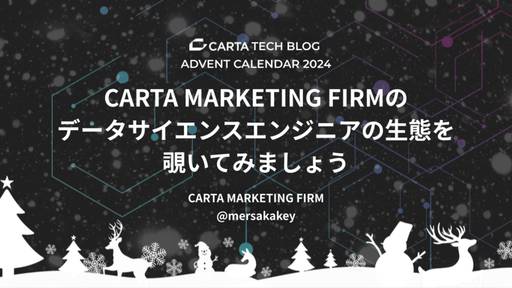 CARTA TECH BLOG
ADVENT CALENDAR 2024
CARTA MARKETING FIRMの
データサイエンスエンジニアの生態を
覗いてみましょう
CARTA MARKETING FIRM
@mersakakey